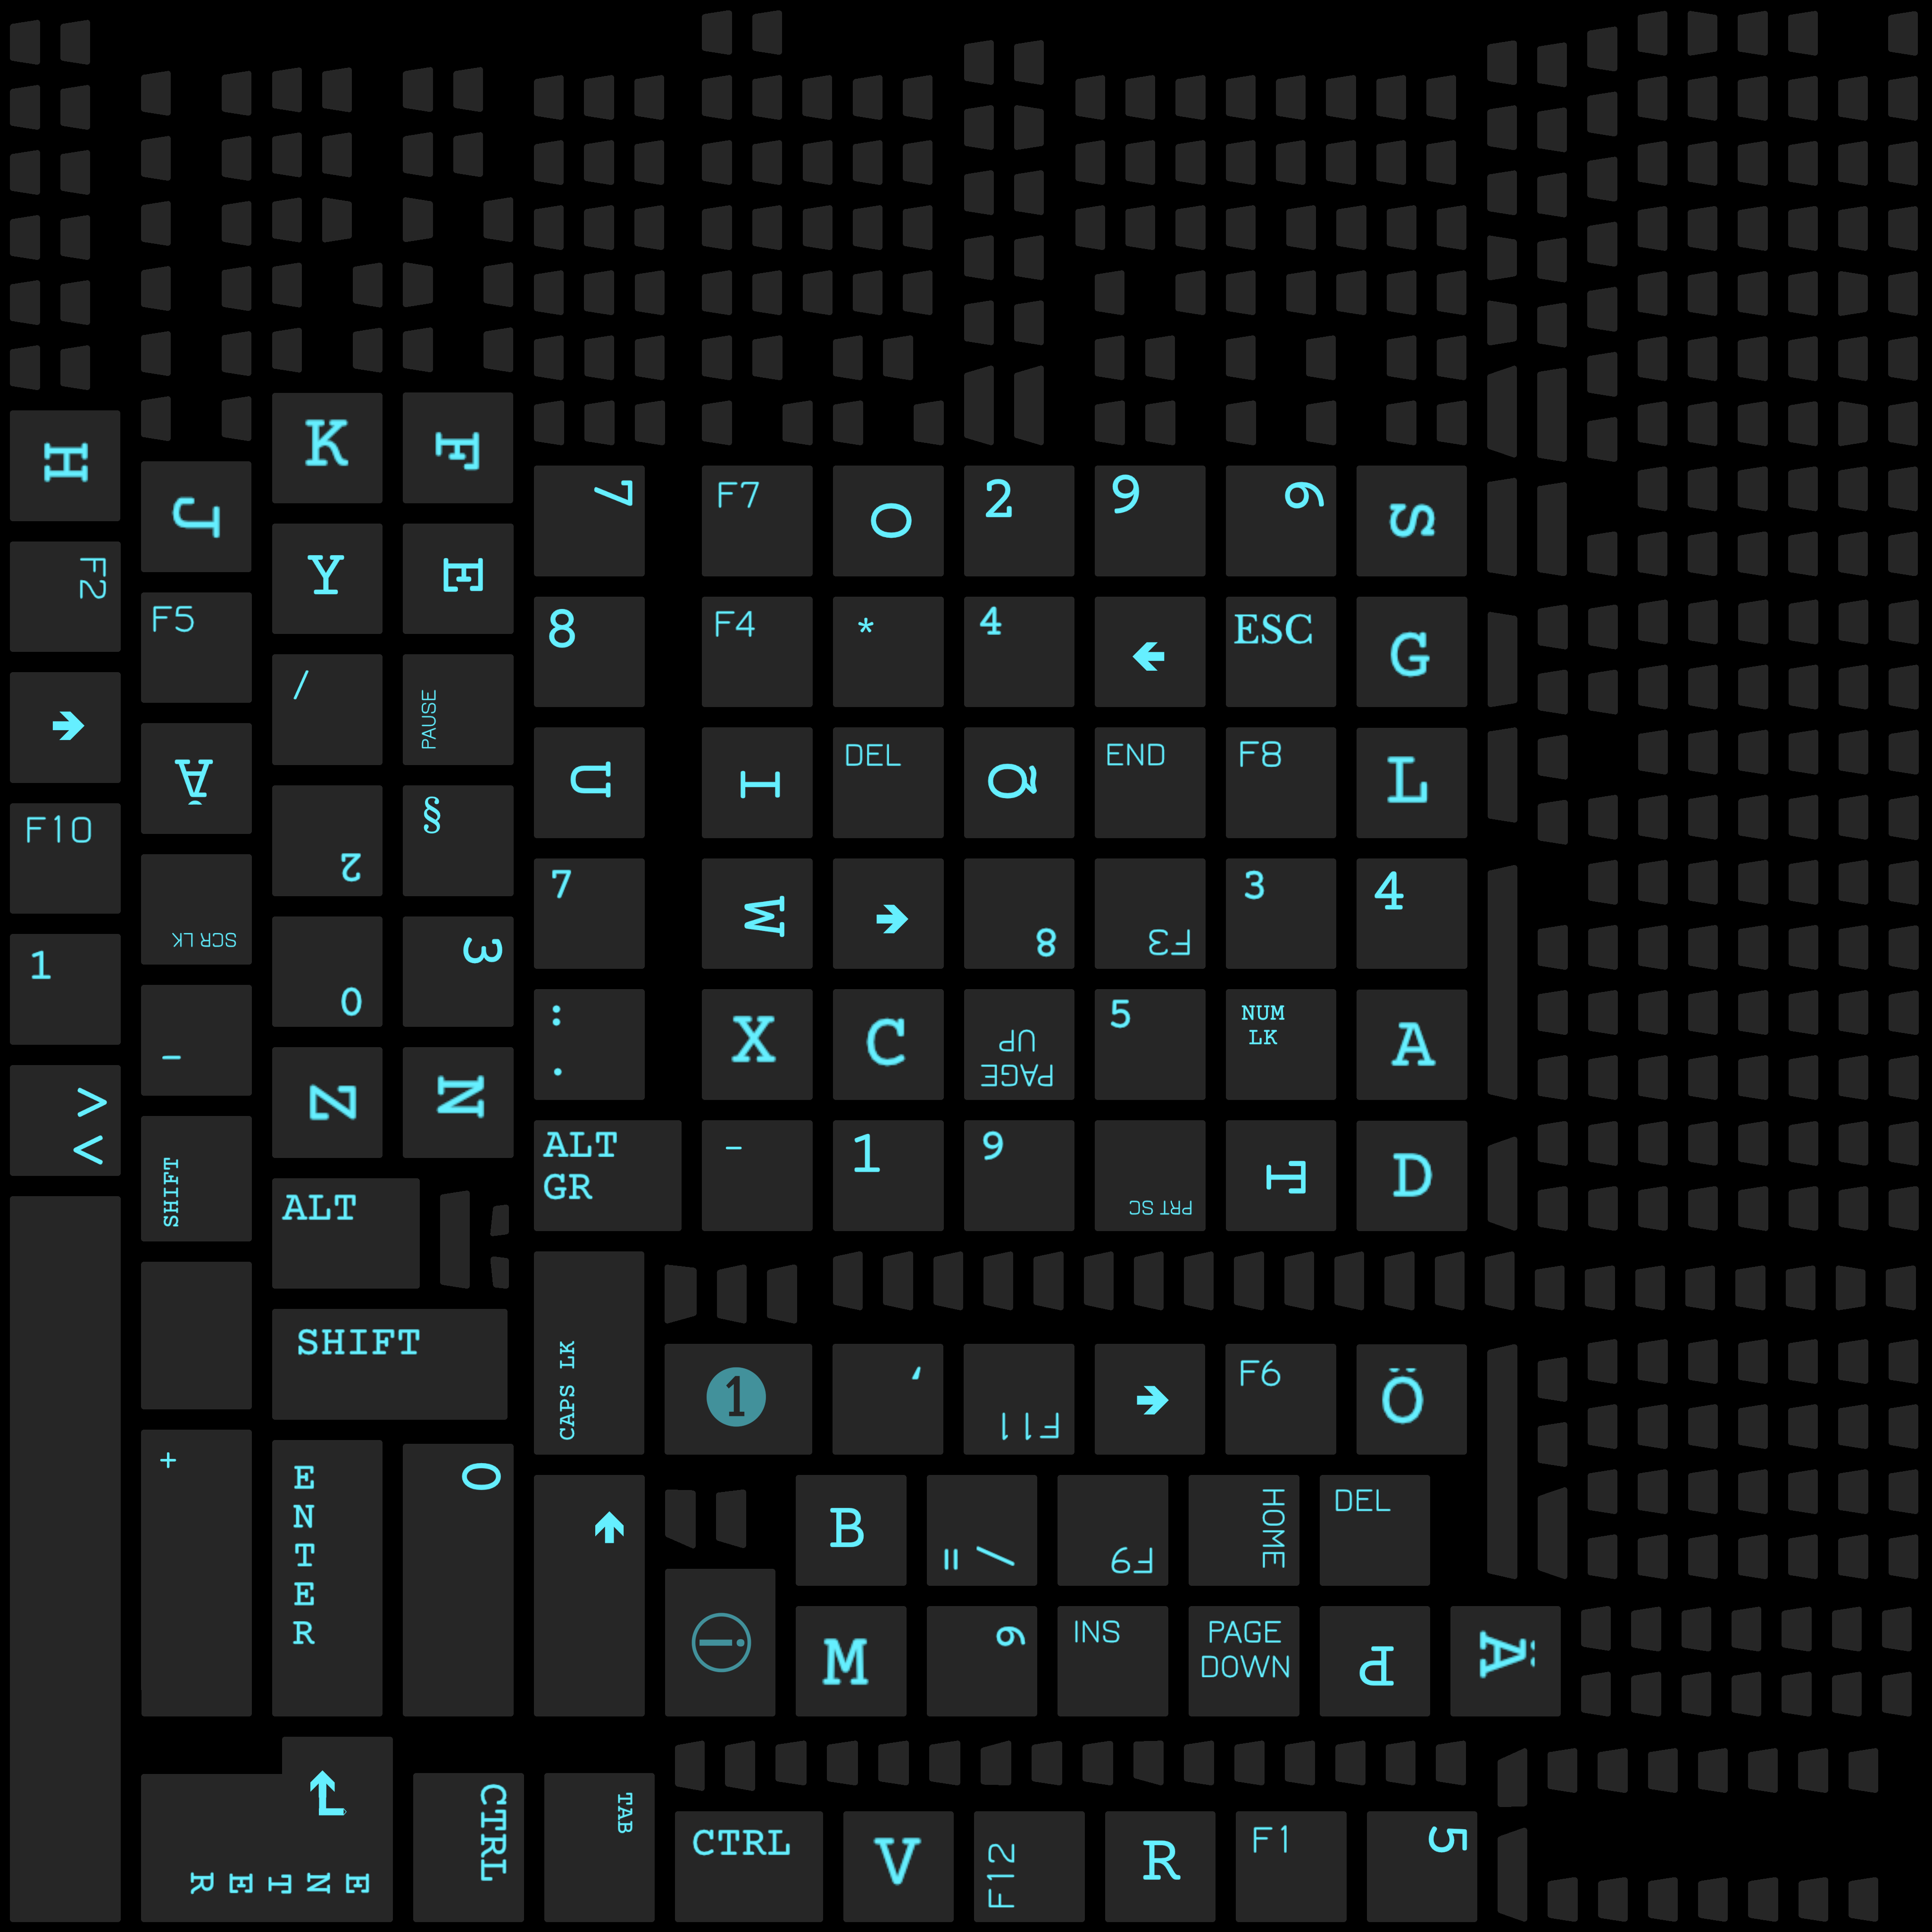 K F
H
J
7 F7 O 2 9 6 S
F2
Y E
F5
8 F4 * 4 ← ESC G
→
/ PAUSE
Å
U I DEL Q END F8 L
F10
2 §
SCR LK
7 W → 8 F3 3 4
1
0 3
-
: . X C PAGE UP 5 NUM LK A
> <
Z N
SHIFT
ALT GR - 1 9 PRT SC T D
ALT
SHIFT
CAPS LK
1 ' F11 → F6 Ö
+
ENTER
0
↑
B = / F9 HOME DEL
!
M 6 INS PAGE DOWN P Ä
↵
ENTER
CTRL
TAB
CTRL V F12 R F1 5